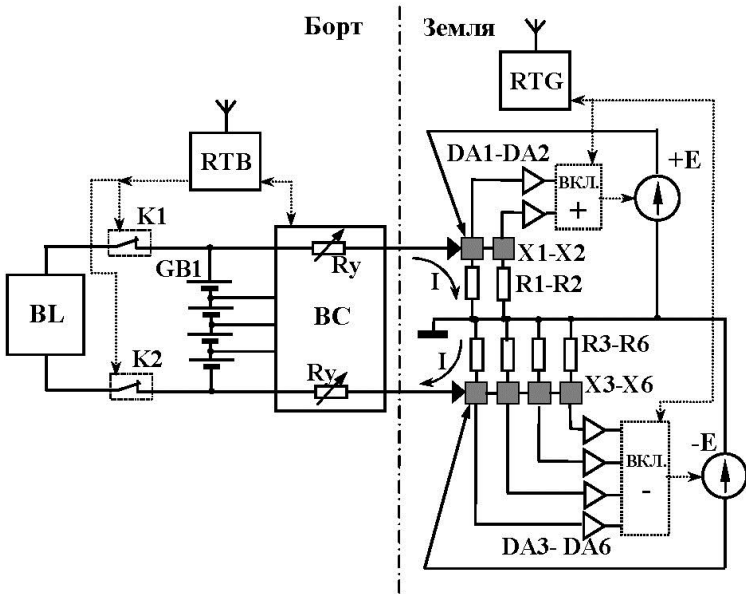 Борт
Земля
RTG
RTB
DA1-DA2
ВКЛ.
+
+E
K1
GB1
Ry
X1-X2
I
R1-R2
BL
BC
K2
Ry
I
R3-R6
X3-X6
ВКЛ.
-
-E
DA3- DA6